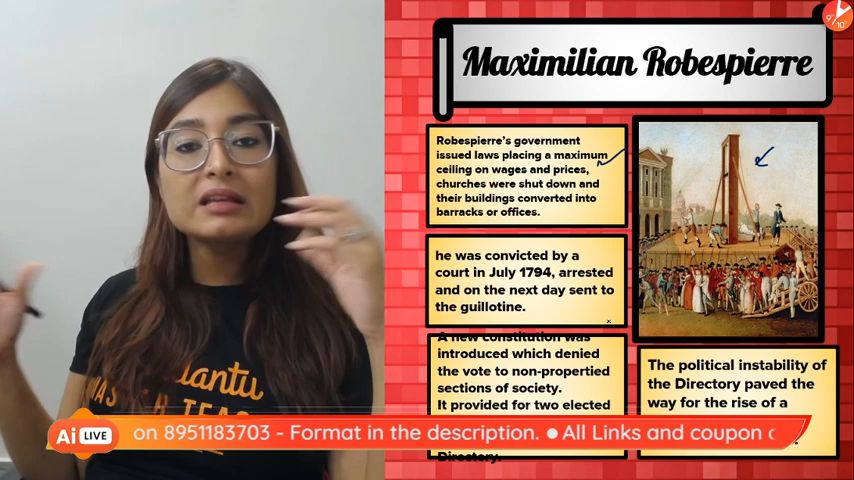 Maximilian Robespierre
Robespierre's government
issued laws placing a maximum
ceiling on wages and prices,
churches were shut down and
their buildings converted into
barracks or offices.
he was convicted by a
court in July 1794, arrested
and on the next day sent to
the guillotine.
A new constitution was
introduced which denied
the vote to non-propertied
sections of society.
It provided for two elected
Directory.
The political instability of
the Directory paved the
way for the rise of a
Ai LIVE
on 8951183703 - Format in the description. ● All Links and coupon